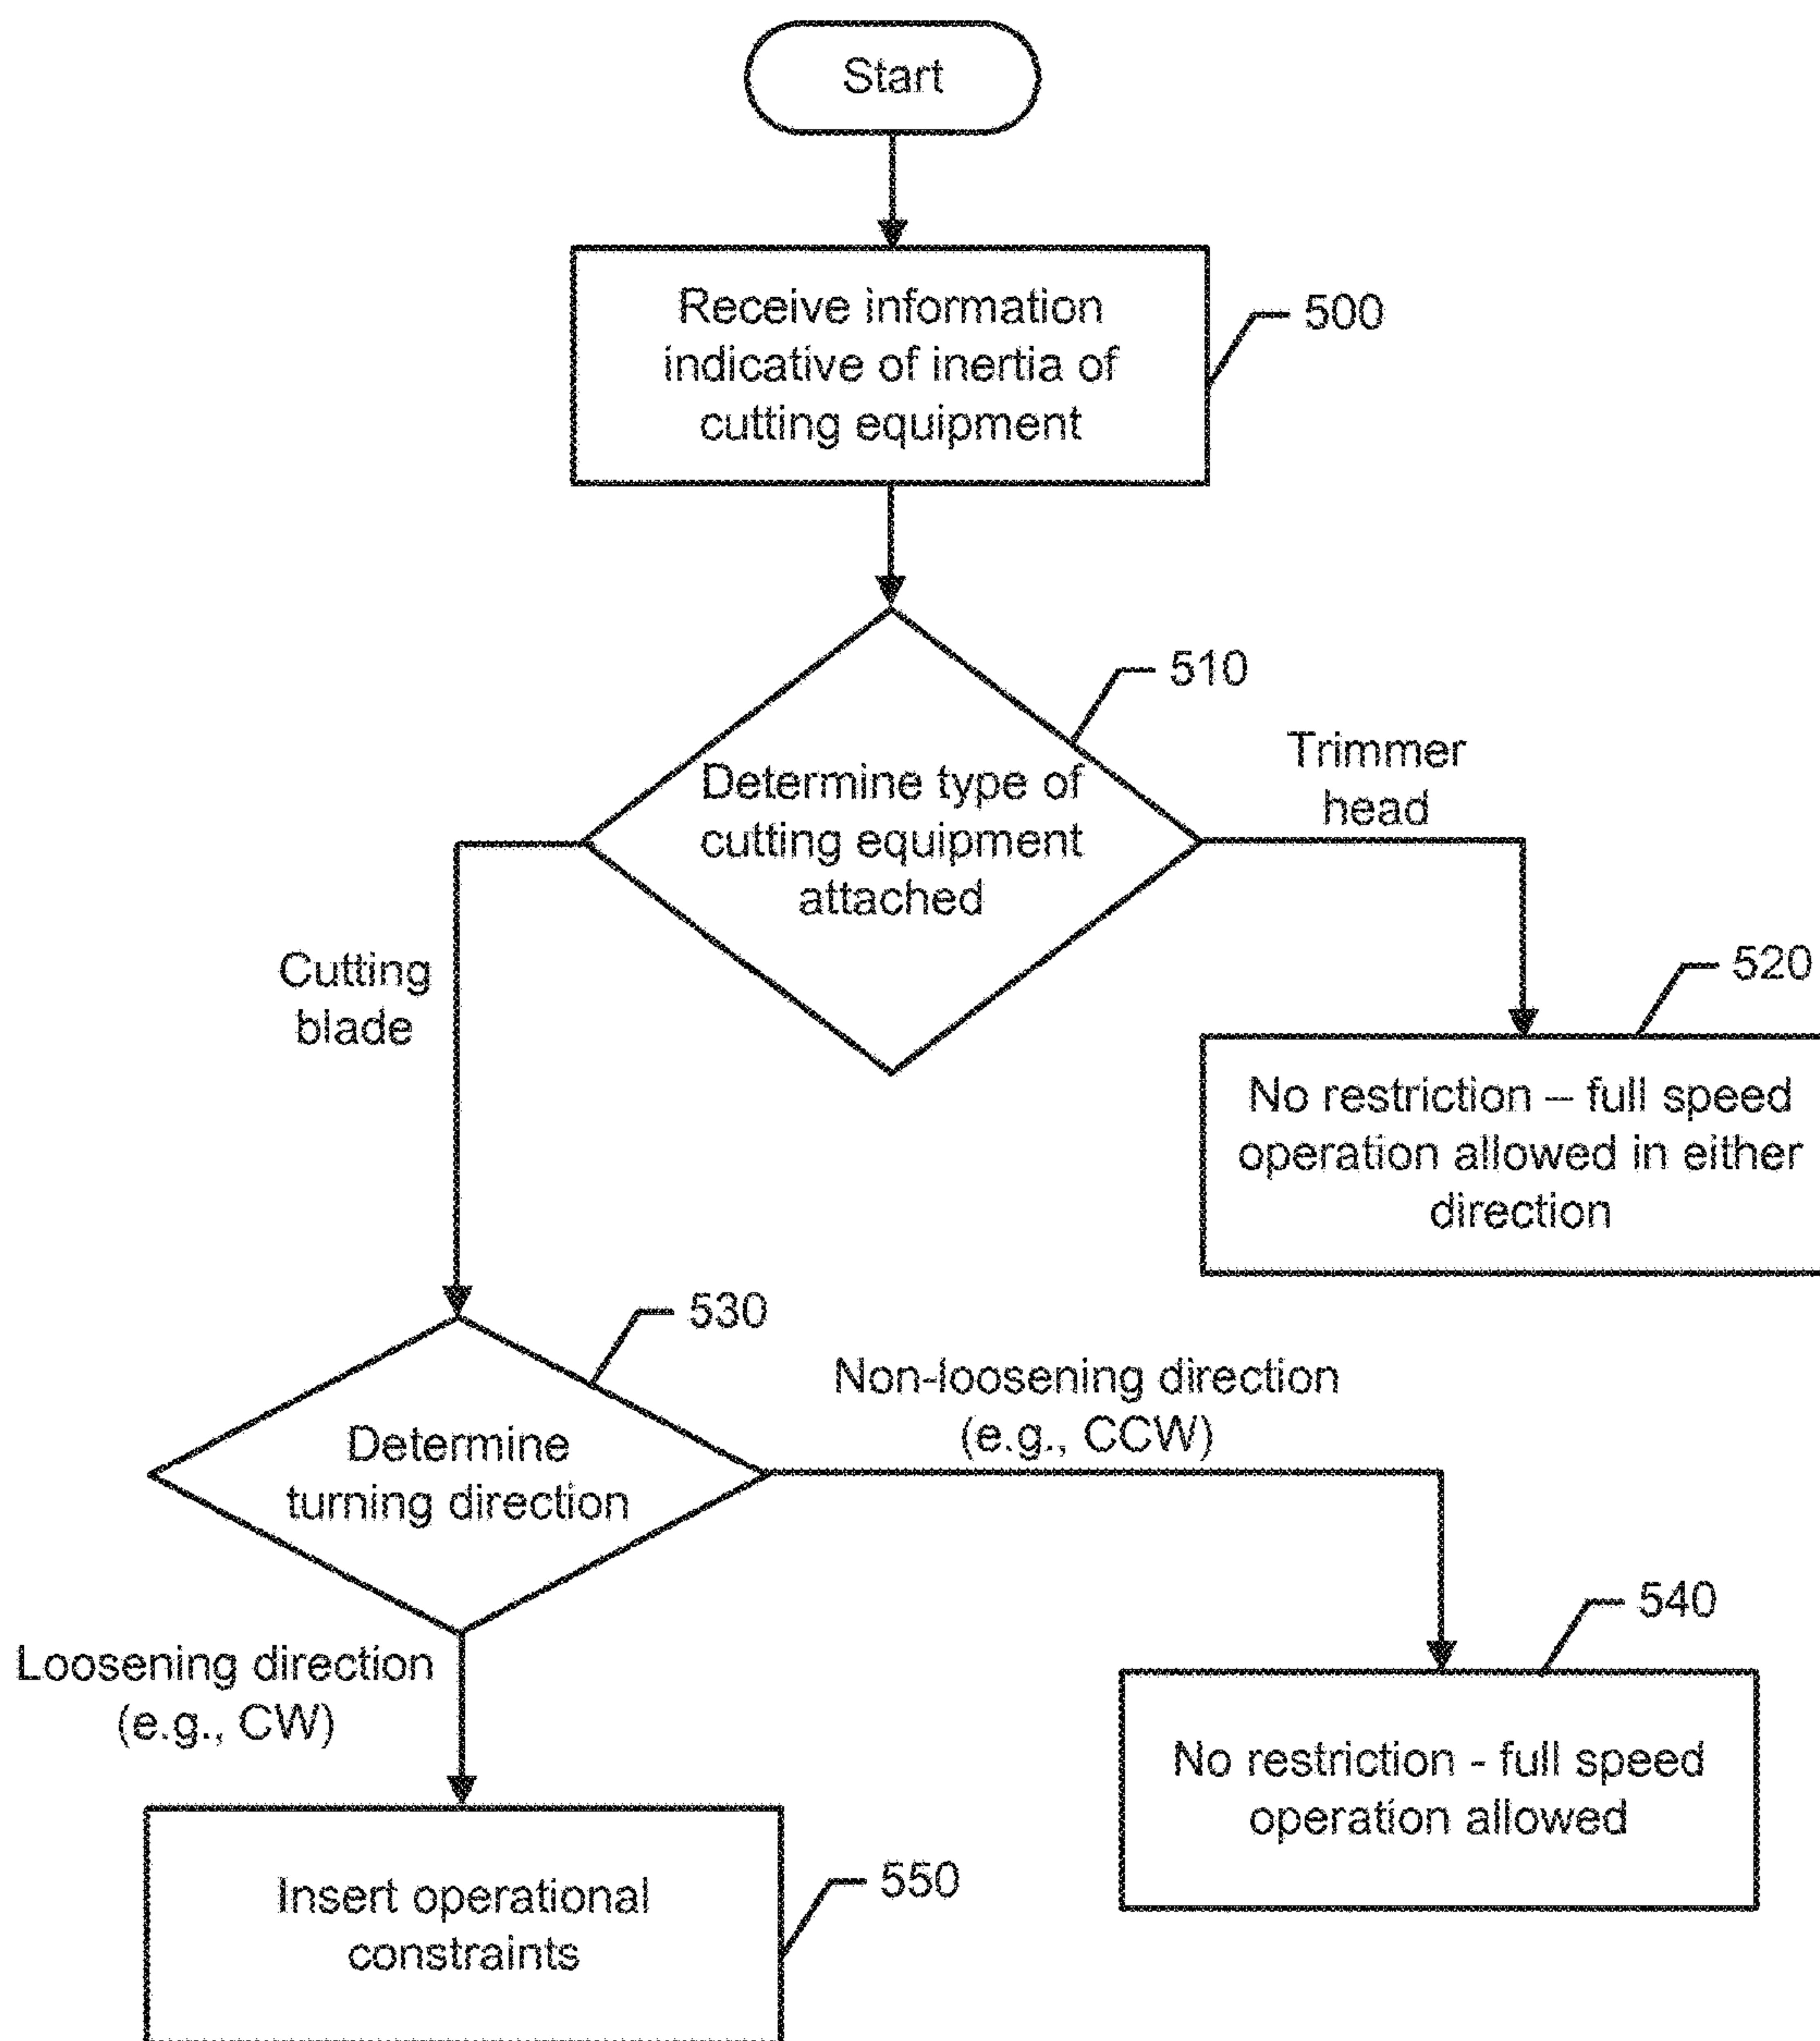 Start
Receive information
indicative of inertia of
cutting equipment
500
510
Determine type of
cutting equipment
attached
Trimmer
head
Cutting
blade
520
No restriction – full speed
operation allowed in either
direction
530
Determine
turning direction
Non-loosening direction
(e.g., CCW)
540
No restriction - full speed
operation allowed
Loosening direction
(e.g., CW)
550
Insert operational
constraints